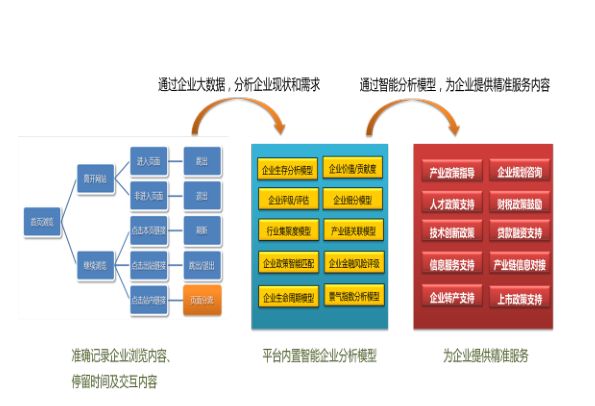 通过企业大数据，分析企业现状和需求
通过智能分析模型，为企业提供精准服务内容
首页浏览
离开网站
继续浏览
进入页面
跳出
非进入页面
退出
点击本页链接
刷新
点击出站链接
跳出/退出
点击站内链接
页面分流
企业生存分析模型
企业价值/贡献度
企业评级/评估
企业细分模型
行业集聚度模型
产业链关联模型
企业政策智能匹配
企业金融风险评级
企业生命周期模型
景气指数分析模型
产业政策指导
企业规划咨询
人才政策支持
财税政策鼓励
技术创新政策
贷款融资支持
信息服务支持
产业链信息对接
企业转产支持
上市政策支持
准确记录企业浏览内容、
停留时间及交互内容
平台内置智能企业分析模型
为企业提供精准服务